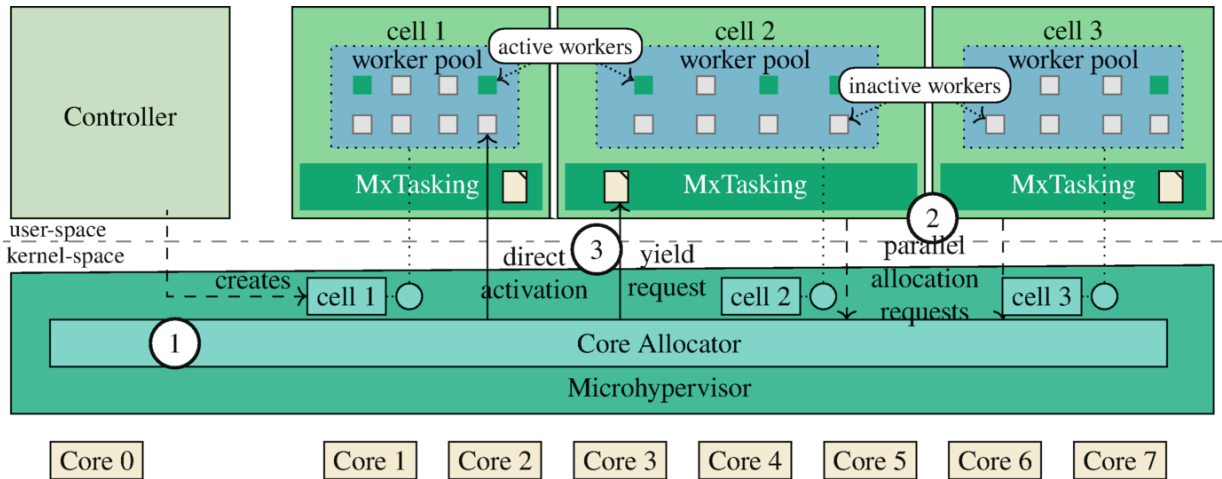 Controller
cell 1
worker pool
MxTasking
active workers
cell 2
worker pool
MxTasking
inactive workers
cell 3
worker pool
MxTasking
user-space
kernel-space
creates
cell 1
direct
activation
3
yield
request
cell 2
2
parallel
allocation
requests
cell 3
1
Core Allocator
Microhypervisor
Core 0
Core 1
Core 2
Core 3
Core 4
Core 5
Core 6
Core 7